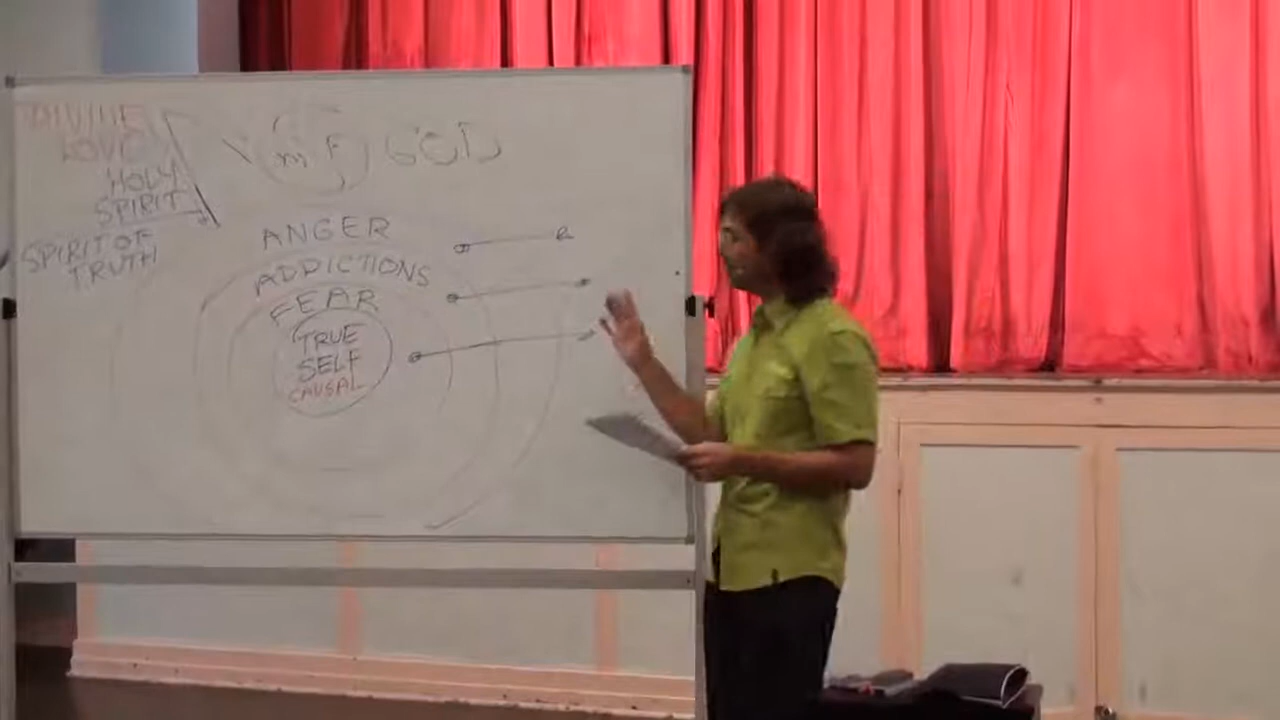 DIVINE
LOVE
HOLY
SPIRIT
SPIRIT OF
TRUTH
m F GOD
ANGER
ADDICTIONS
FEAR
TRUE
SELF
CAUSAL